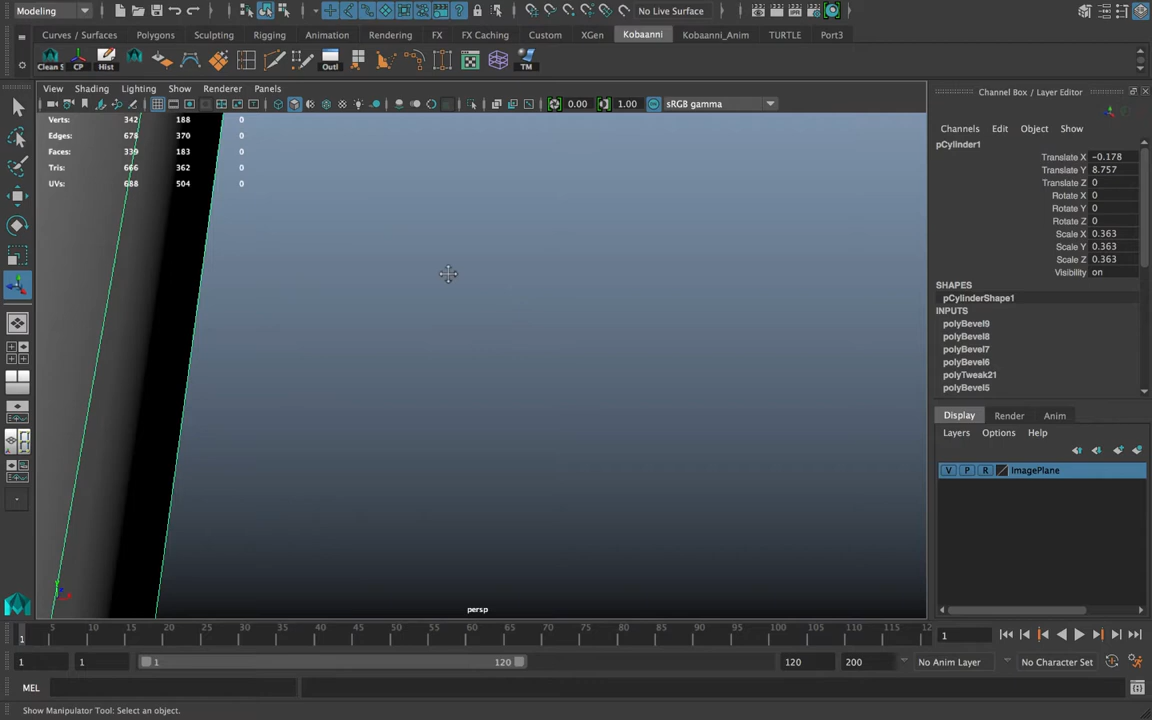 Modeling
No Live Surface
Curves / Surfaces Polygons Sculpting Rigging Animation Rendering FX FX Caching Custom XGen Kobaanni Kobaanni_Anim TURTLE Port3
Clean S CP Hist Outl TM
View Shading Lighting Show Renderer Panels
0.00 1.00 sRGB gamma
Verts: 342 188 0
Edges: 678 370 0
Faces: 339 183 0
Tris: 666 362 0
UVs: 688 504 0
persp
Channel Box / Layer Editor
Channels Edit Object Show
pCylinder1
Translate X -0.178
Translate Y 8.757
Translate Z 0
Rotate X 0
Rotate Y 0
Rotate Z 0
Scale X 0.363
Scale Y 0.363
Scale Z 0.363
Visibility on
SHAPES
pCylinderShape1
INPUTS
polyBevel9
polyBevel8
polyBevel7
polyBevel6
polyTweak21
polyBevel5
Display Render Anim
Layers Options Help
V P R ImagePlane
1 5 10 15 20 25 30 35 40 45 50 55 60 65 70 75 80 85 90 95 100 105 110 115 12
1
1 1 1 120 120 200 No Anim Layer No Character Set
MEL
Show Manipulator Tool: Select an object.